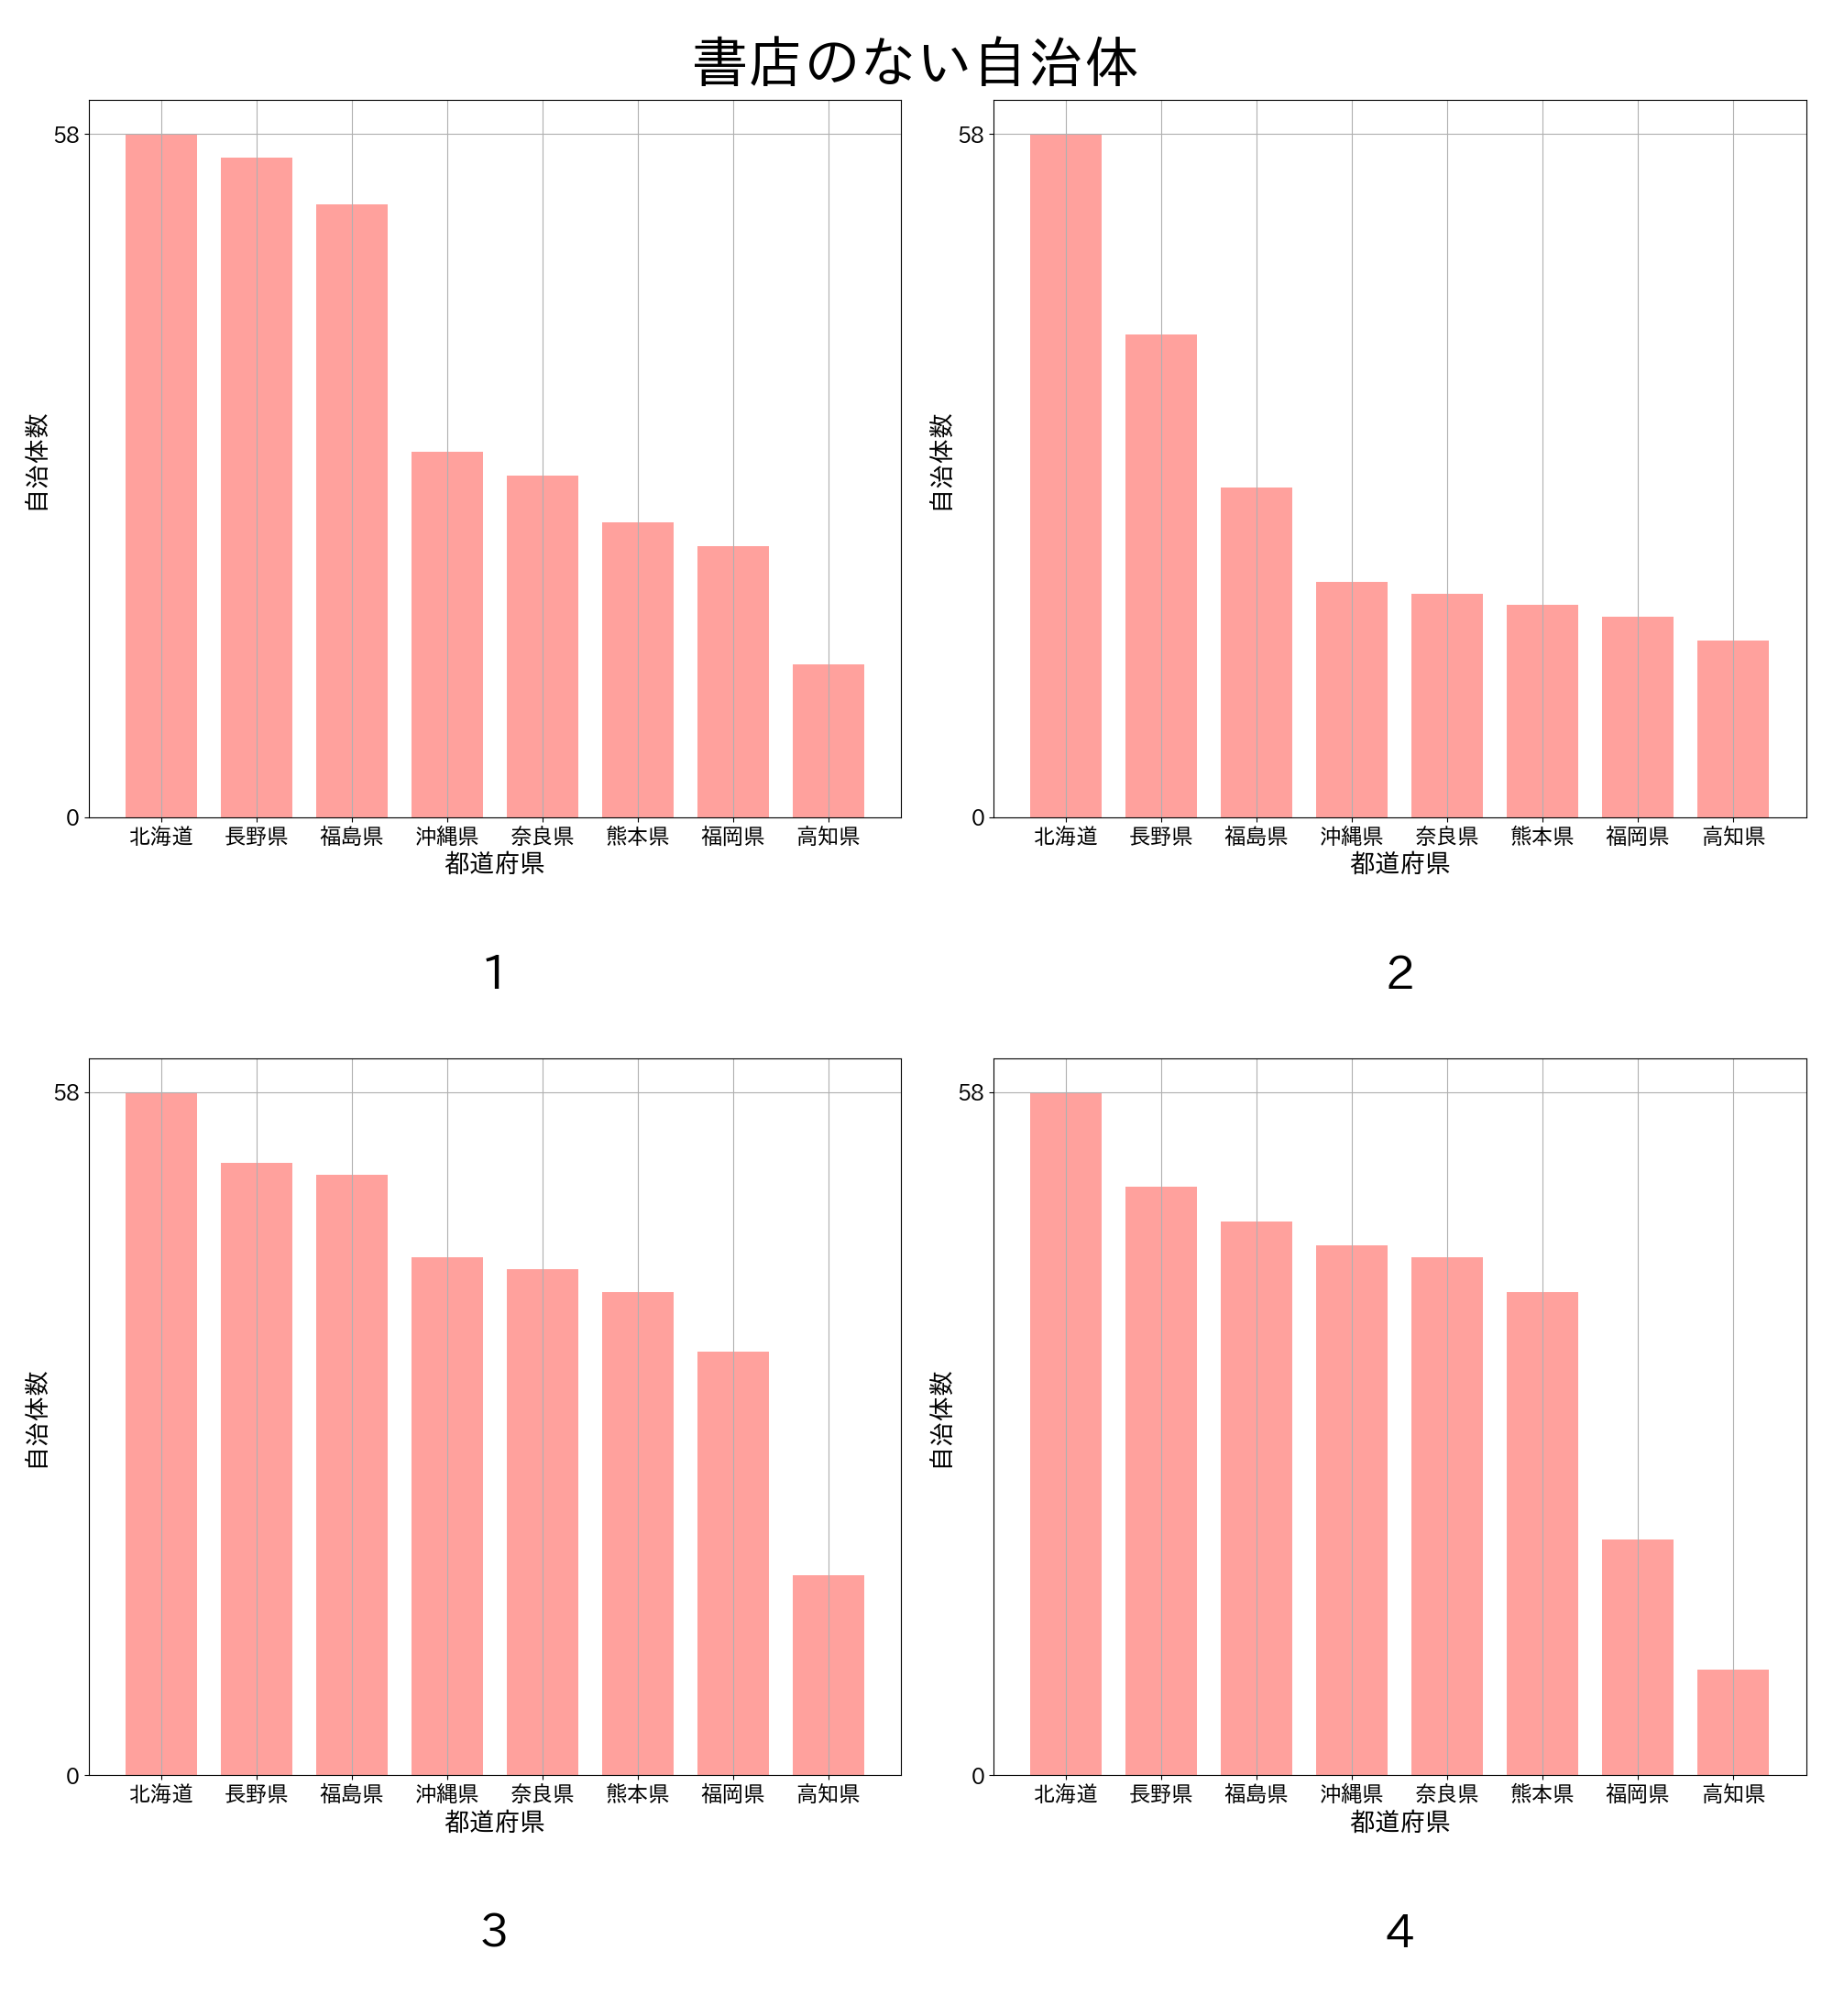 書店のない自治体
58
0
自治体数
北海道 長野県 福島県 沖縄県 奈良県 熊本県 福岡県 高知県
都道府県
1
58
0
自治体数
北海道 長野県 福島県 沖縄県 奈良県 熊本県 福岡県 高知県
都道府県
2
58
0
自治体数
北海道 長野県 福島県 沖縄県 奈良県 熊本県 福岡県 高知県
都道府県
3
58
0
自治体数
北海道 長野県 福島県 沖縄県 奈良県 熊本県 福岡県 高知県
都道府県
4